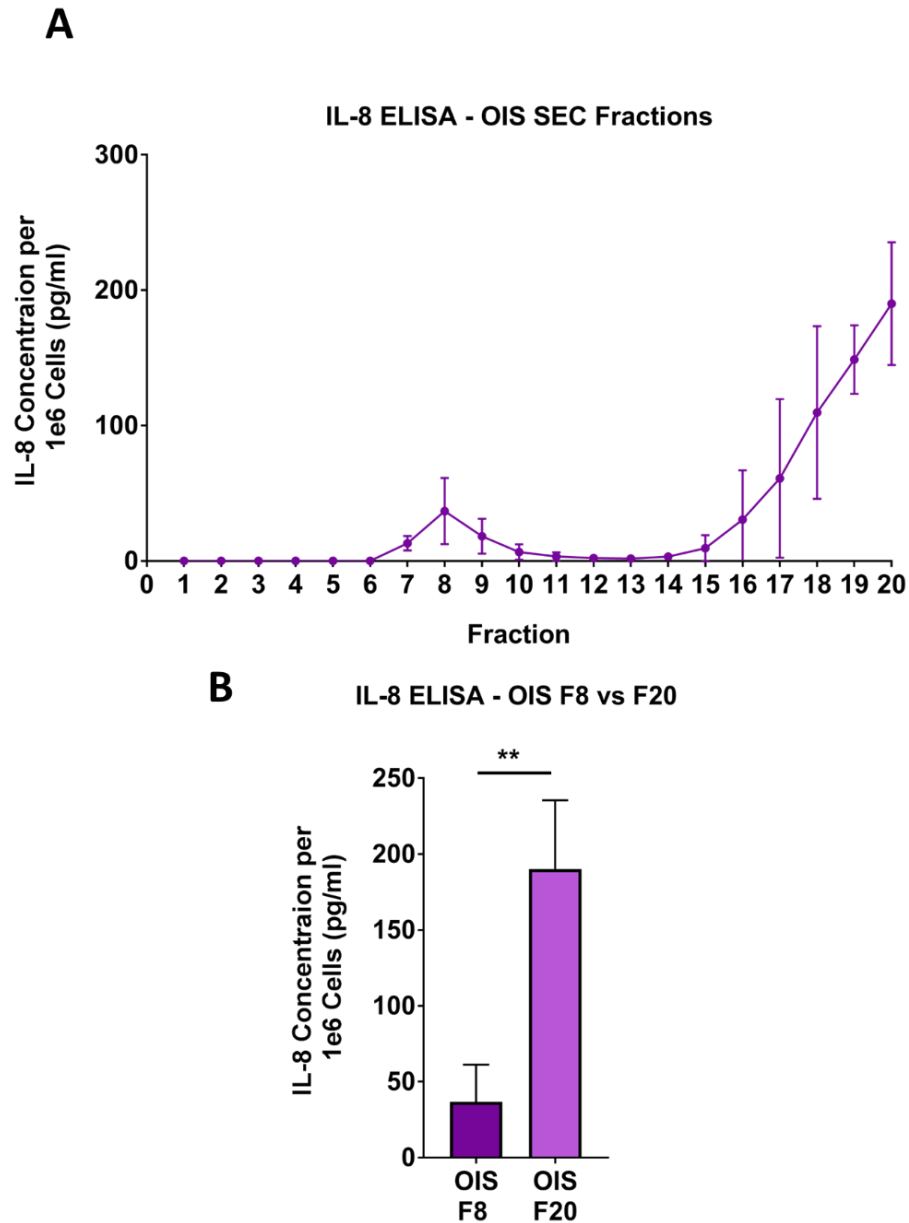 A
IL-8 ELISA - OIS SEC Fractions
IL-8 Concentraion per
1e6 Cells (pg/ml)
300
200
100
0
0 1 2 3 4 5 6 7 8 9 10 11 12 13 14 15 16 17 18 19 20
Fraction
B
IL-8 ELISA - OIS F8 vs F20
**
IL-8 Concentraion per
1e6 Cells (pg/ml)
250
200
150
100
50
0
OIS OIS
F8 F20